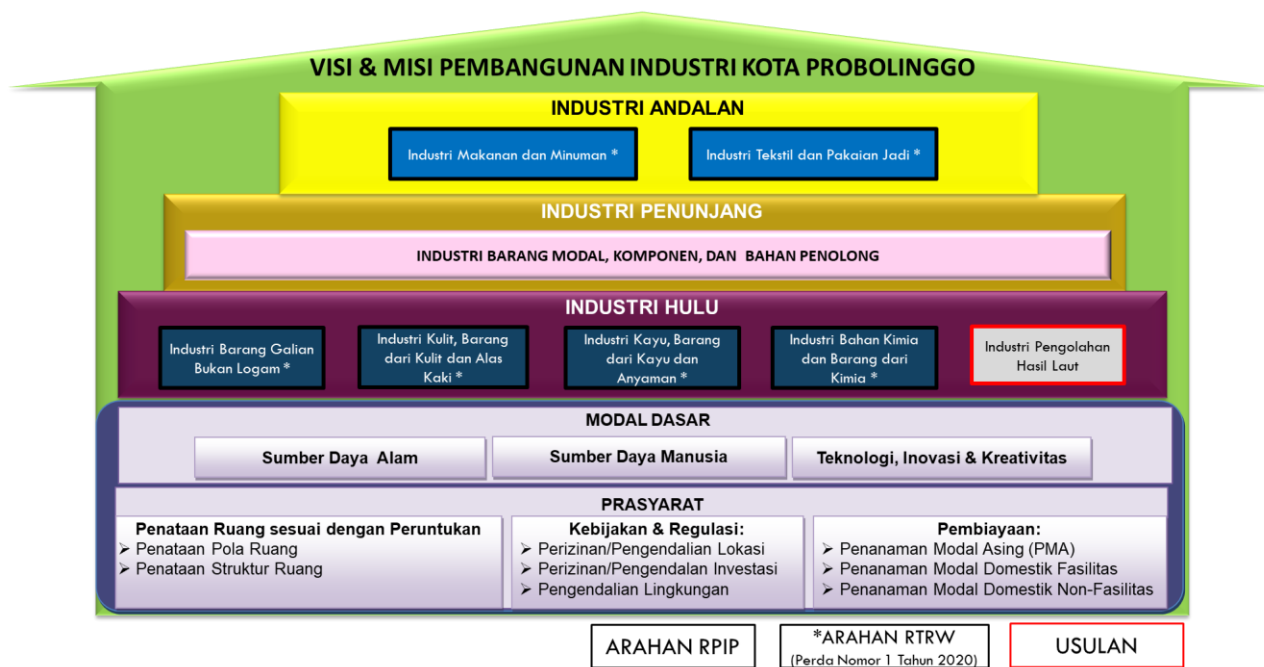 VISI & MISI PEMBANGUNAN INDUSTRI KOTA PROBOLINGGO
INDUSTRI ANDALAN
Industri Makanan dan Minuman *
Industri Tekstil dan Pakaian Jadi *
INDUSTRI PENUNJANG
INDUSTRI BARANG MODAL, KOMPONEN, DAN BAHAN PENOLONG
INDUSTRI HULU
Industri Barang Galian
Bukan Logam *
Industri Kulit, Barang
dari Kulit dan Alas
Kaki *
Industri Kayu, Barang
dari Kayu dan
Anyaman *
Industri Bahan Kimia
dan Barang dari
Kimia *
Industri Pengolahan
Hasil Laut
MODAL DASAR
Sumber Daya Alam
Sumber Daya Manusia
Teknologi, Inovasi & Kreativitas
PRASYARAT
Penataan Ruang sesuai dengan Peruntukan
➢ Penataan Pola Ruang
➢ Penataan Struktur Ruang
Kebijakan & Regulasi:
➢ Perizinan/Pengendalian Lokasi
➢ Perizinan/Pengendalan Investasi
➢ Pengendalian Lingkungan
Pembiayaan:
➢ Penanaman Modal Asing (PMA)
➢ Penanaman Modal Domestik Fasilitas
➢ Penanaman Modal Domestik Non-Fasilitas
ARAHAN RPIP
*ARAHAN RTRW
(Perda Nomor 1 Tahun 2020)
USULAN